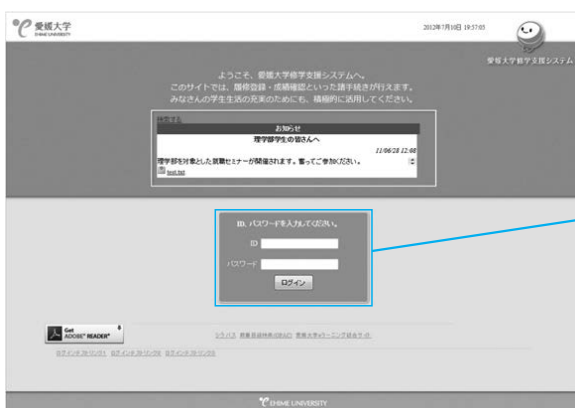 愛媛大学
EHIME UNIVERSITY
2012年7月10日 19:57:05
愛媛大学修学支援システム
ようこそ、愛媛大学修学支援システムへ。
このサイトでは、履修登録・成績確認といった諸手続きが行えます。
みなさんの学生生活の充実のためにも、積極的に活用してください。
お知らせ
理学部学生の皆さんへ
11/06/28 12:08
理学部を対象とした就職セミナーが開催されます。奮ってご参加ください。
test.txt
ID、パスワードを入力してください。
ID
パスワード
ログイン
Get
ADOBE® READER®
シラバス
EHIME UNIVERSITY